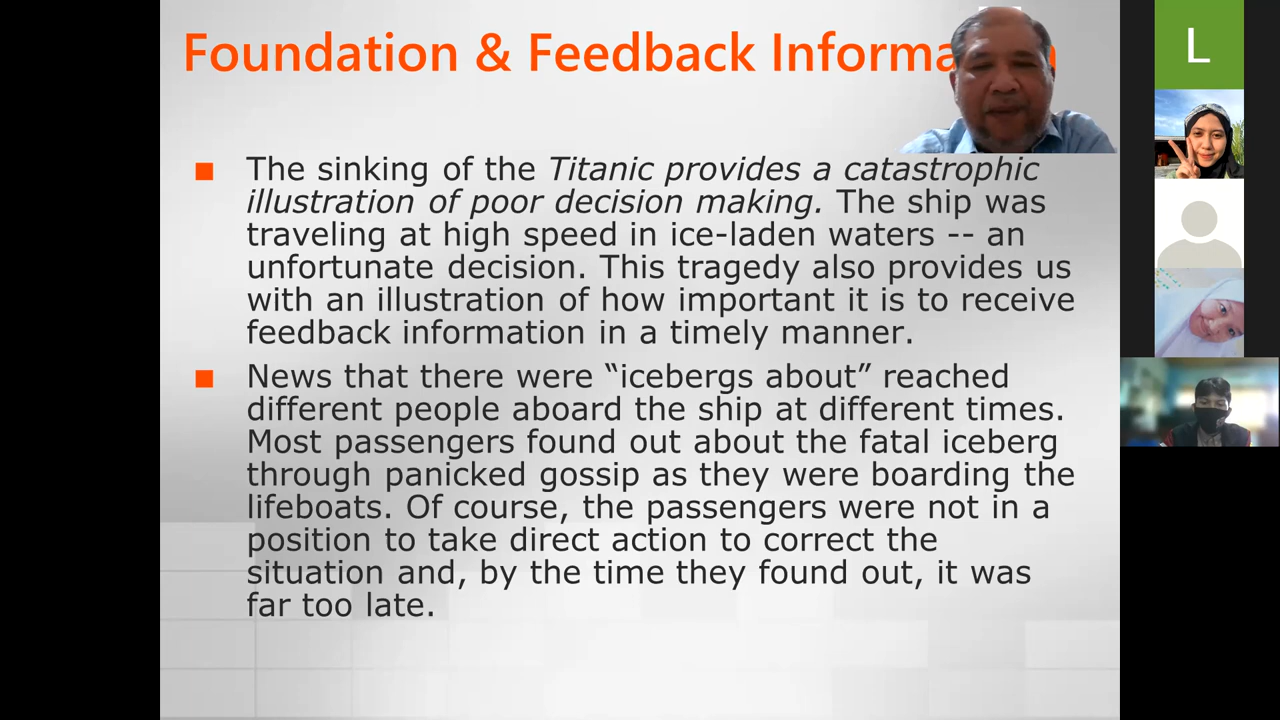 Foundation & Feedback Informa
The sinking of the Titanic provides a catastrophic
illustration of poor decision making. The ship was
traveling at high speed in ice-laden waters -- an
unfortunate decision. This tragedy also provides us
with an illustration of how important it is to receive
feedback information in a timely manner.
News that there were “icebergs about” reached
different people aboard the ship at different times.
Most passengers found out about the fatal iceberg
through panicked gossip as they were boarding the
lifeboats. Of course, the passengers were not in a
position to take direct action to correct the
situation and, by the time they found out, it was
far too late.
L